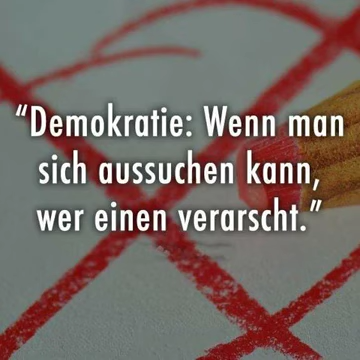 “Demokratie: Wenn man
sich aussuchen kann,
wer einen verarscht.”